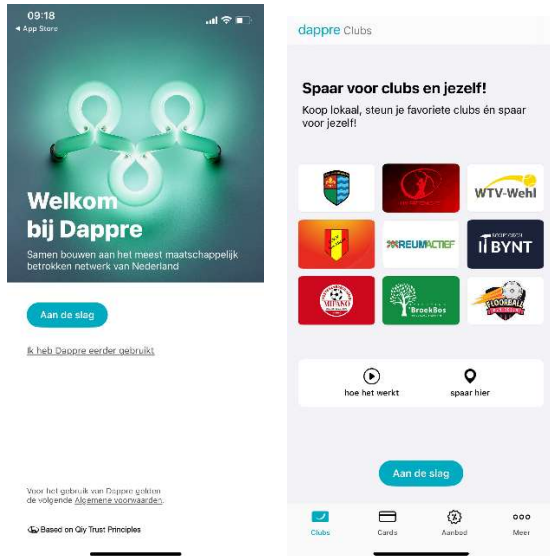 09:18
◀ App Store
Welkom
bij Dappre
Samen bouwen aan het meest maatschappelijk
betrokken netwerk van Nederland
Aan de slag
Ik heb Dappre eerder gebruikt
Voor het gebruik van Dappre gelden
de volgende Algemene voorwaarden.
Based on Qiy Trust Principles
dappre Clubs
Spaar voor clubs en jezelf!
Koop lokaal, steun je favoriete clubs én spaar
voor jezelf!
WTV-Wehl
REUMACTIEF
BYNT
MEPANO
BroekBos
FLOORBALL
hoe het werkt
spaar hier
Aan de slag
Clubs
Cards
Aanbod
Meer